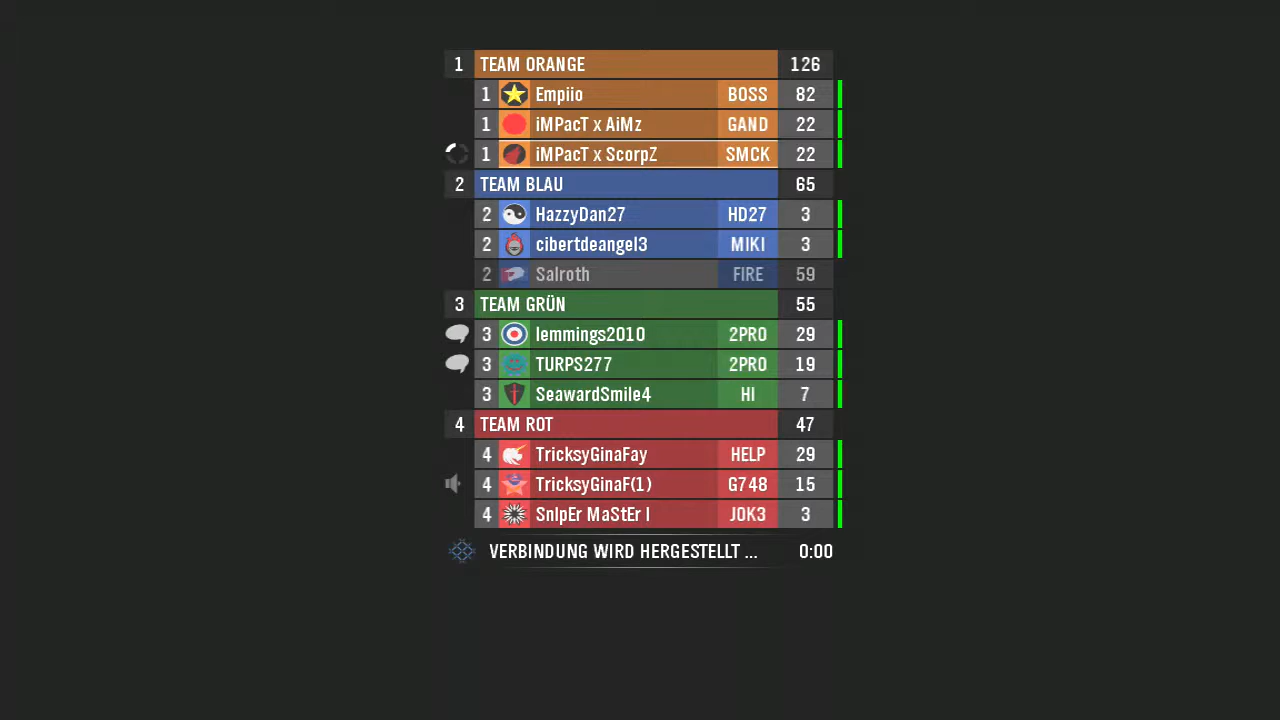 1 TEAM ORANGE 126
1 Empiio BOSS 82
1 iMPacT x AiMz GAND 22
1 iMPacT x ScorpZ SMCK 22
2 TEAM BLAU 65
2 HazzyDan27 HD27 3
2 cibertdeangel3 MIKI 3
2 Salroth FIRE 59
3 TEAM GRÜN 55
3 lemmings2010 2PRO 29
3 TURPS277 2PRO 19
3 SeawardSmile4 HI 7
4 TEAM ROT 47
4 TricksyGinaFay HELP 29
4 TricksyGinaF(1) G748 15
4 SnIpEr MaStEr I JOK3 3
VERBINDUNG WIRD HERGESTELLT ... 0:00